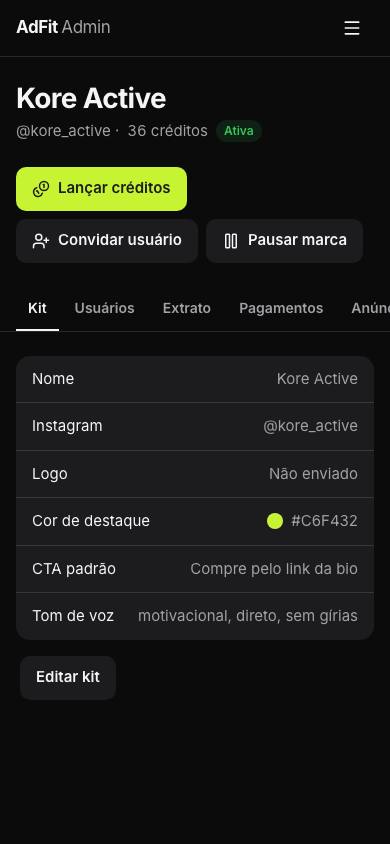 AdFit Admin
Kore Active
@kore_active · 36 créditos Ativa
Lançar créditos
Convidar usuário Pausar marca
Kit Usuários Extrato Pagamentos
Nome Kore Active
Instagram @kore_active
Logo Não enviado
Cor de destaque #C6F432
CTA padrão Compre pelo link da bio
Tom de voz motivacional, direto, sem gírias
Editar kit